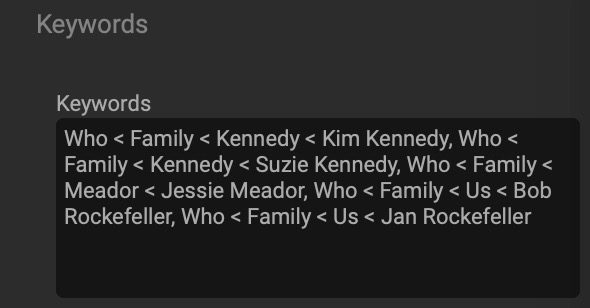 Keywords
Keywords
Who < Family < Kennedy < Kim Kennedy, Who <
Family < Kennedy < Suzie Kennedy, Who < Family <
Meador < Jessie Meador, Who < Family < Us < Bob
Rockefeller, Who < Family < Us < Jan Rockefeller